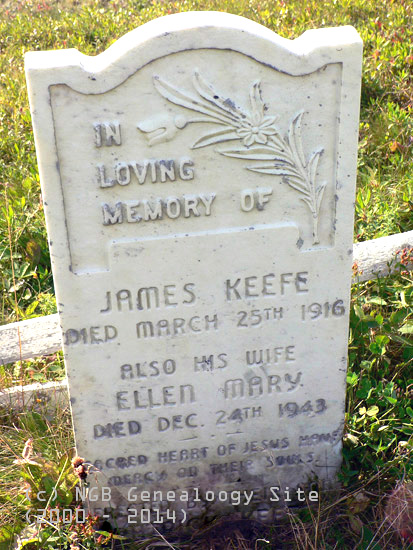 IN
LOVING
MEMORY OF
JAMES KEEFE
DIED MARCH 25TH 1916
ALSO HIS WIFE
ELLEN MARY.
DIED DEC. 24TH 1943
SACRED HEART OF JESUS HAVE
MERCY ON THEIR SOULS.
(c) NGB Genealoogy Site
(2000 - 2014)